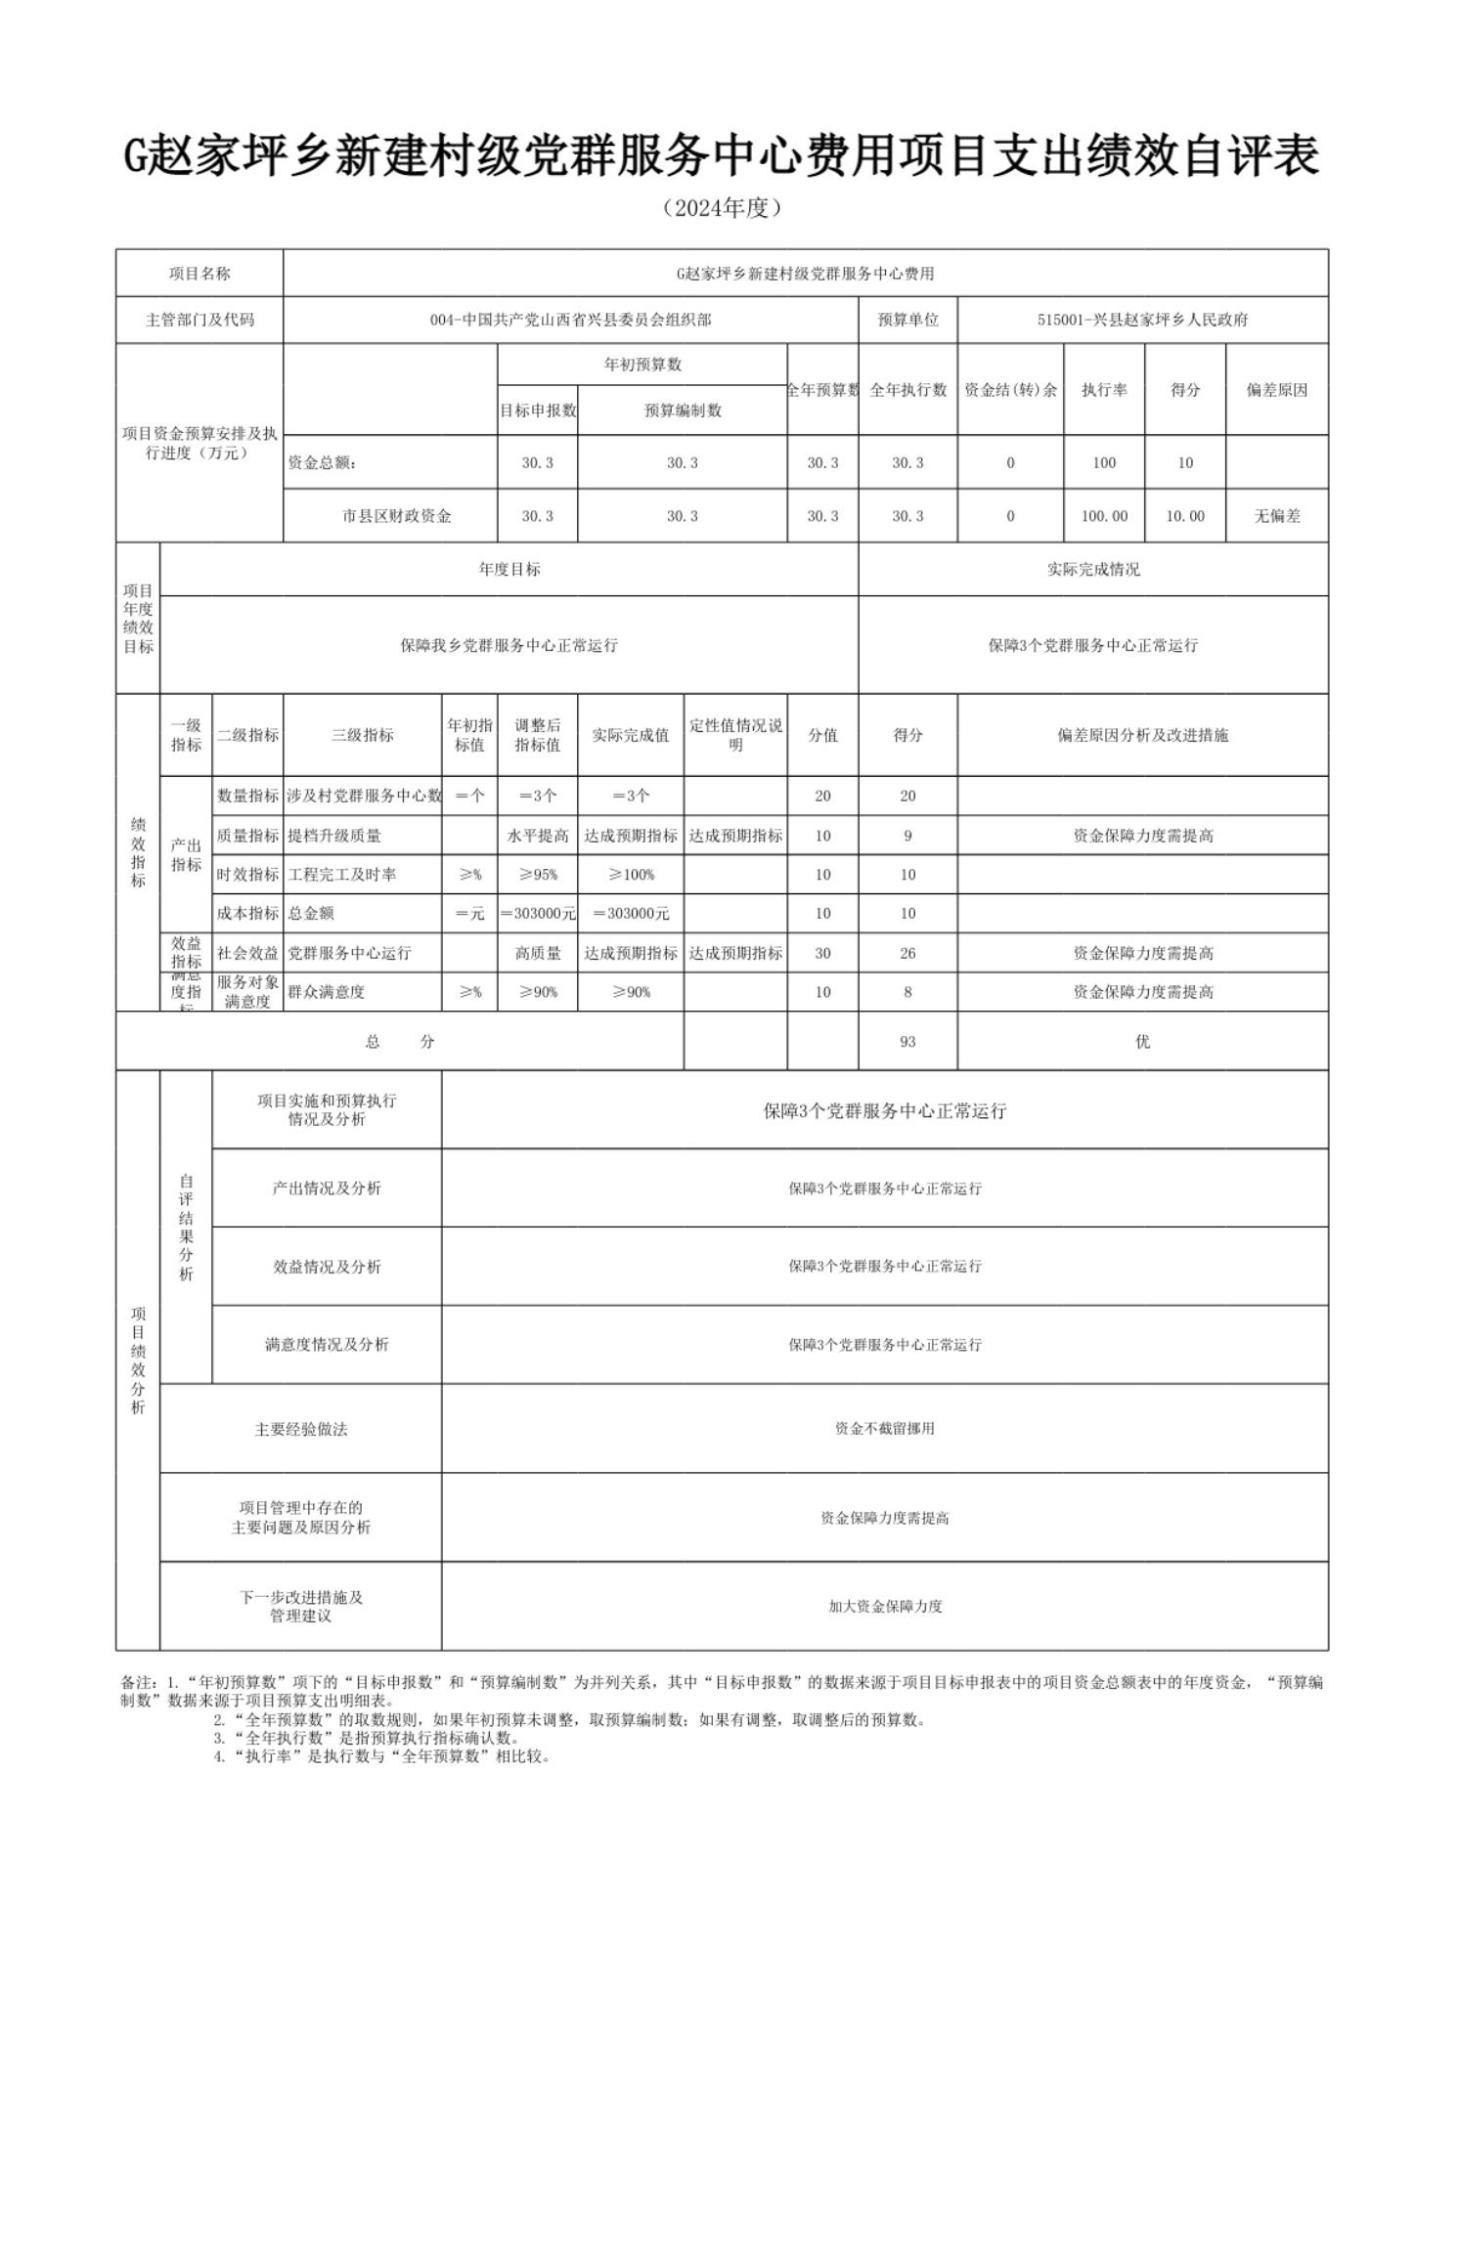 G赵家坪乡新建村级党群服务中心费用项目支出绩效自评表
（2024年度）
项目名称 G赵家坪乡新建村级党群服务中心费用
主管部门及代码 004-中国共产党山西省兴县委员会组织部 预算单位 515001-兴县赵家坪乡人民政府
项目资金预算安排及执
行进度（万元）
年初预算数 全年预算数 全年执行数 资金结(转)余 执行率 得分 偏差原因
目标申报数 预算编制数
资金总额： 30.3 30.3 30.3 30.3 0 100 10
市县区财政资金 30.3 30.3 30.3 30.3 0 100.00 10.00 无偏差
项目
年度
绩效
目标
年度目标 实际完成情况
保障我乡党群服务中心正常运行 保障3个党群服务中心正常运行
绩
效
指
标
一级
指标
二级指标 三级指标
年初指
标值
调整后
指标值
实际完成值
定性值情况说
明
分值 得分 偏差原因分析及改进措施
产出
指标
数量指标 涉及村党群服务中心数 ＝个 ＝3个 ＝3个 20 20
质量指标 提档升级质量 水平提高 达成预期指标 达成预期指标 10 9 资金保障力度需提高
时效指标 工程完工及时率 ≥% ≥95% ≥100% 10 10
成本指标 总金额 ＝元 ＝303000元 ＝303000元 10 10
效益
指标
社会效益 党群服务中心运行 高质量 达成预期指标 达成预期指标 30 26 资金保障力度需提高
满意
度指
标
服务对象
满意度
群众满意度 ≥% ≥90% ≥90% 10 8 资金保障力度需提高
总 分 93 优
项
目
绩
效
分
析
自
评
结
果
分
析
项目实施和预算执行
情况及分析
保障3个党群服务中心正常运行
产出情况及分析 保障3个党群服务中心正常运行
效益情况及分析 保障3个党群服务中心正常运行
满意度情况及分析 保障3个党群服务中心正常运行
主要经验做法 资金不截留挪用
项目管理中存在的
主要问题及原因分析
资金保障力度需提高
下一步改进措施及
管理建议
加大资金保障力度
备注：1.“年初预算数”项下的“目标申报数”和“预算编制数”为并列关系，其中“目标申报数”的数据来源于项目目标申报表中的项目资金总额表中的年度资金，“预算编
制数”数据来源于项目预算支出明细表。
2.“全年预算数”的取数规则，如果年初预算未调整，取预算编制数；如果有调整，取调整后的预算数。
3.“全年执行数”是指预算执行指标确认数。
4.“执行率”是执行数与“全年预算数”相比较。